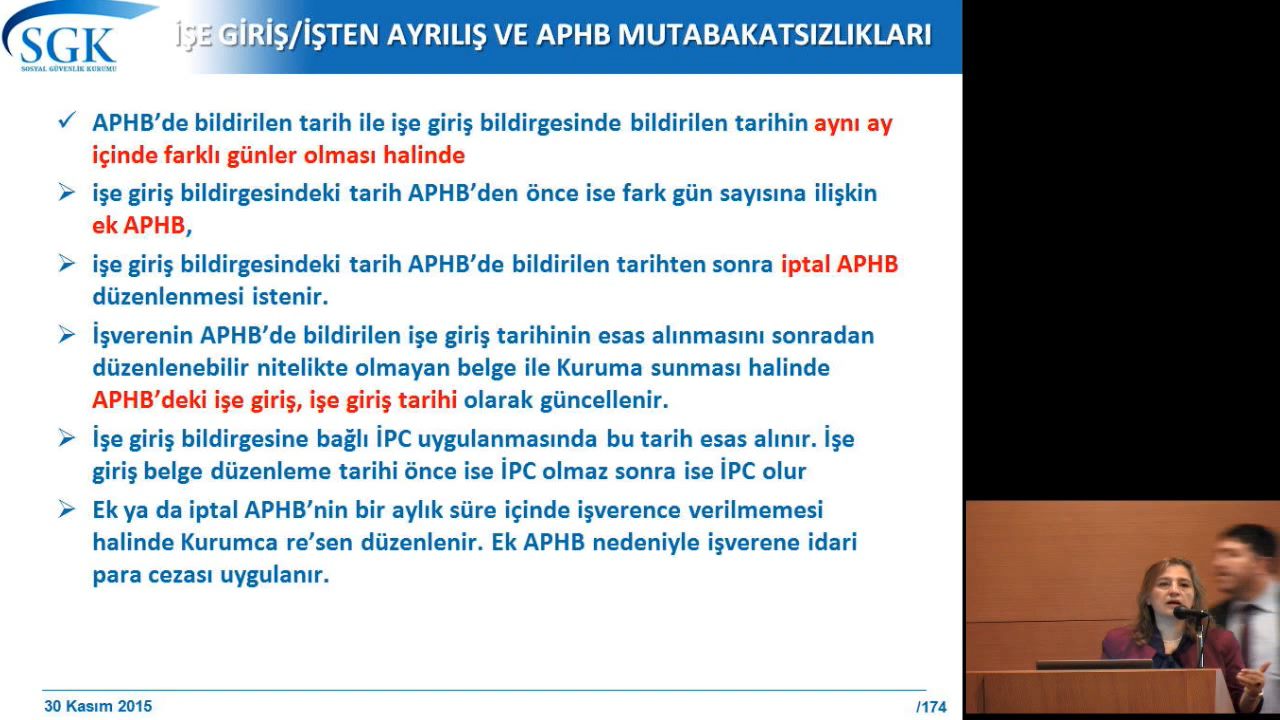 SGK
SOSYAL GÜVENLİK KURUMU
İŞE GİRİŞ/İŞTEN AYRILIŞ VE APHB MUTABAKATSIZLIKLARI
APHB’de bildirilen tarih ile işe giriş bildirgesinde bildirilen tarihin aynı ay
içinde farklı günler olması halinde
işe giriş bildirgesindeki tarih APHB’den önce ise fark gün sayısına ilişkin
ek APHB,
işe giriş bildirgesindeki tarih APHB’de bildirilen tarihten sonra iptal APHB
düzenlenmesi istenir.
İşverenin APHB’de bildirilen işe giriş tarihinin esas alınmasını sonradan
düzenlenebilir nitelikte olmayan belge ile Kuruma sunması halinde
APHB’deki işe giriş, işe giriş tarihi olarak güncellenir.
İşe giriş bildirgesine bağlı İPC uygulanmasında bu tarih esas alınır. İşe
giriş belge düzenleme tarihi önce ise İPC olmaz sonra ise İPC olur
Ek ya da iptal APHB’nin bir aylık süre içinde işverence verilmemesi
halinde Kurumca re’sen düzenlenir. Ek APHB nedeniyle işverene idari
para cezası uygulanır.
30 Kasım 2015
/174